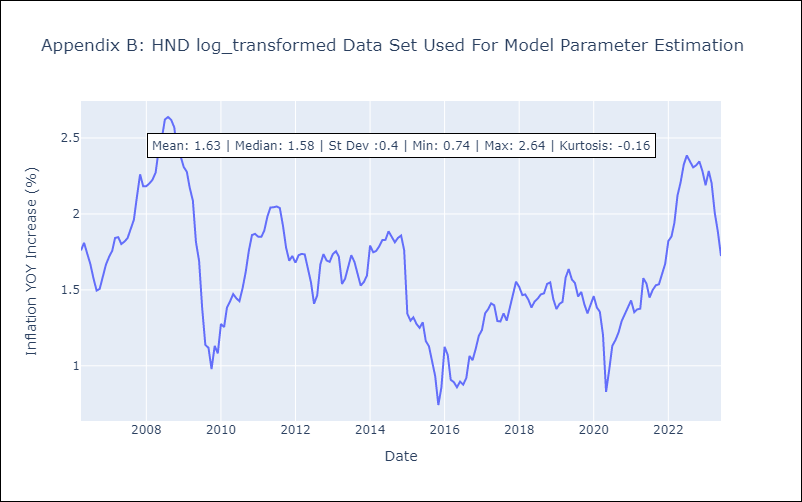 Appendix B: HND log_transformed Data Set Used For Model Parameter Estimation
Mean: 1.63 | Median: 1.58 | St Dev :0.4 | Min: 0.74 | Max: 2.64 | Kurtosis: -0.16
Inflation YOY Increase (%)
2.5
2
1.5
1
2008 2010 2012 2014 2016 2018 2020 2022
Date